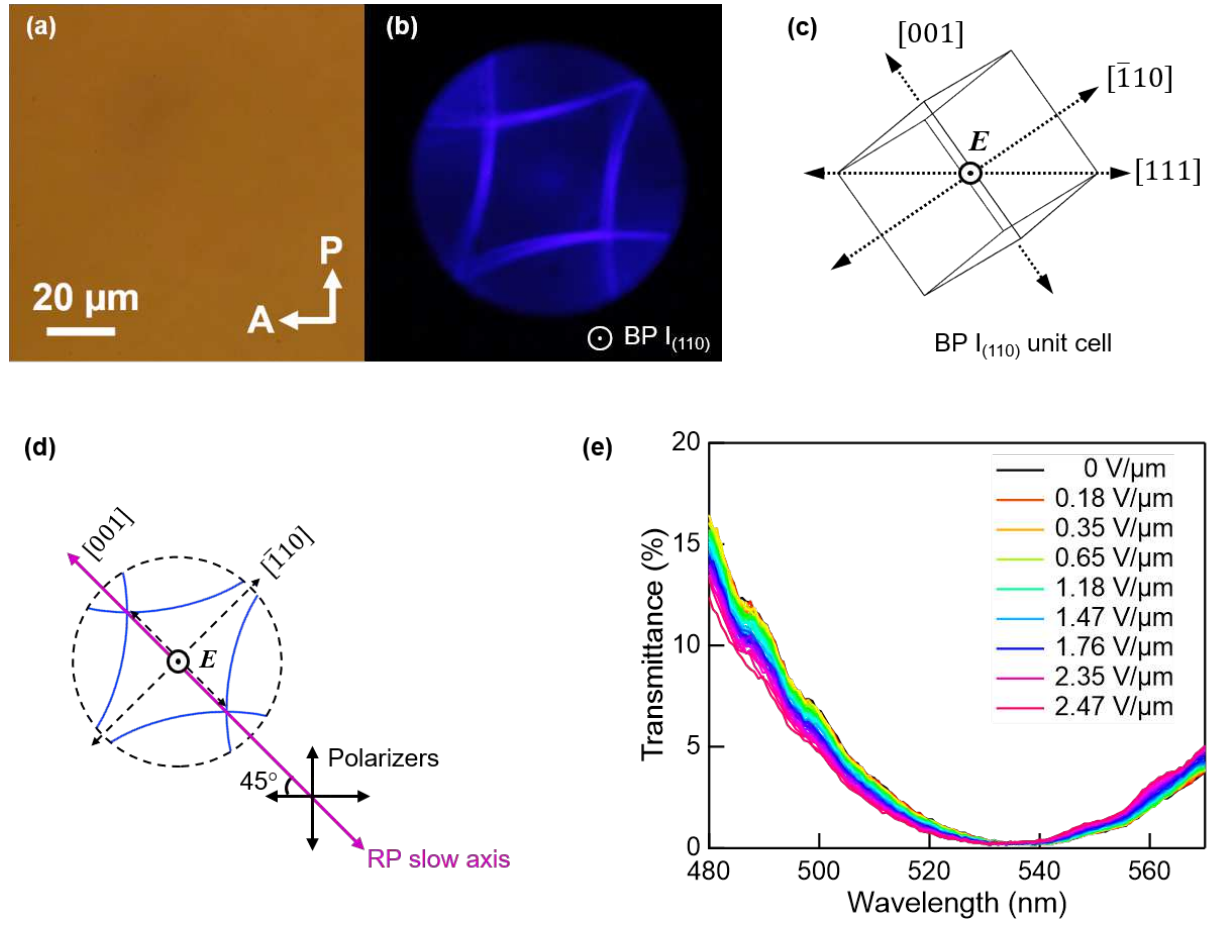 (a)
20 μm
P
A
(b)
BP I(110)
(c)
[001]
[1̅10]
E
[111]
BP I(110) unit cell
(d)
[001]
[1̅10]
E
Polarizers
45°
RP slow axis
(e)
Transmittance (%)
20
15
10
5
0
0 V/μm
0.18 V/μm
0.35 V/μm
0.65 V/μm
1.18 V/μm
1.47 V/μm
1.76 V/μm
2.35 V/μm
2.47 V/μm
480
500
520
540
560
Wavelength (nm)